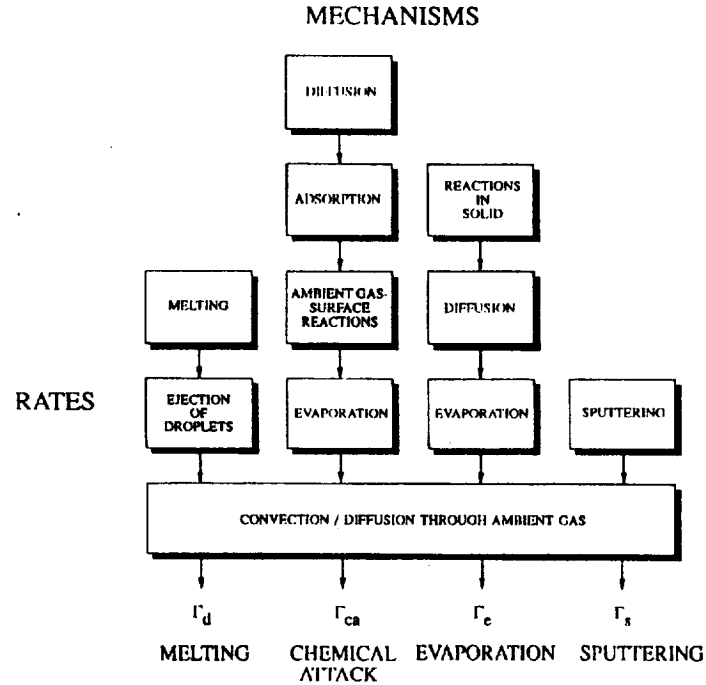 MECHANISMS
DIFFUSION
ADSORPTION
REACTIONS
IN
SOLID
MELTING
AMBIENT GAS-
SURFACE
REACTIONS
DIFFUSION
RATES
EJECTION
OF
DROPLETS
EVAPORATION
EVAPORATION
SPUTTERING
CONVECTION / DIFFUSION THROUGH AMBIENT GAS
Γd
Γca
Γe
Γs
MELTING
CHEMICAL
ATTACK
EVAPORATION
SPUTTERING